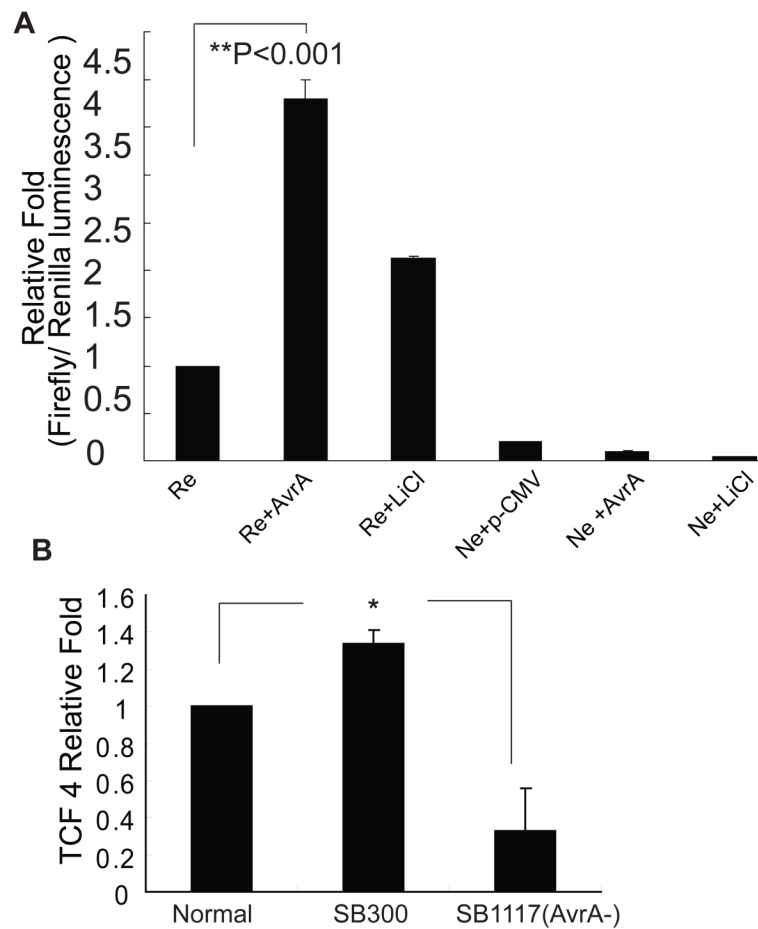 A
**P<0.001
Relative Fold
(Firefly/ Renilla luminescence )
4.5
4
3.5
3
2.5
2
1.5
1
0.5
0
Re
Re+AvrA
Re+LiCl
Ne+p-CMV
Ne +AvrA
Ne+LiCl
B
TCF 4 Relative Fold
1.6
1.4
1.2
1
0.8
0.6
0.4
0.2
0
*
Normal
SB300
SB1117(AvrA-)